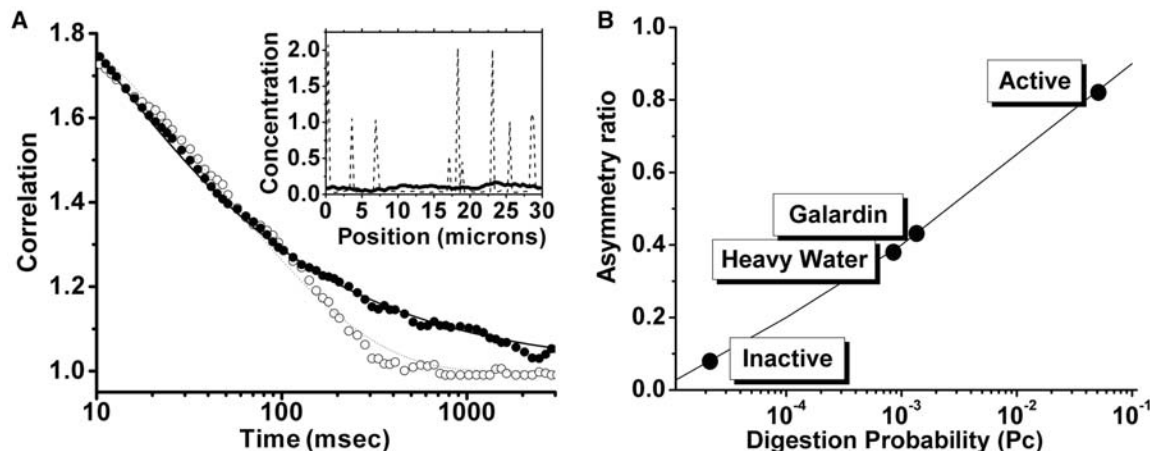 A
Correlation
1.8
1.6
1.4
1.2
1.0
10
100
1000
Time (msec)
Concentration
2.0
1.5
1.0
0.5
0.0
0 5 10 15 20 25 30
Position (microns)
B
Asymmetry ratio
1.0
0.8
0.6
0.4
0.2
0.0
Active
Galardin
Heavy Water
Inactive
10-4 10-3 10-2 10-1
Digestion Probability (Pc)